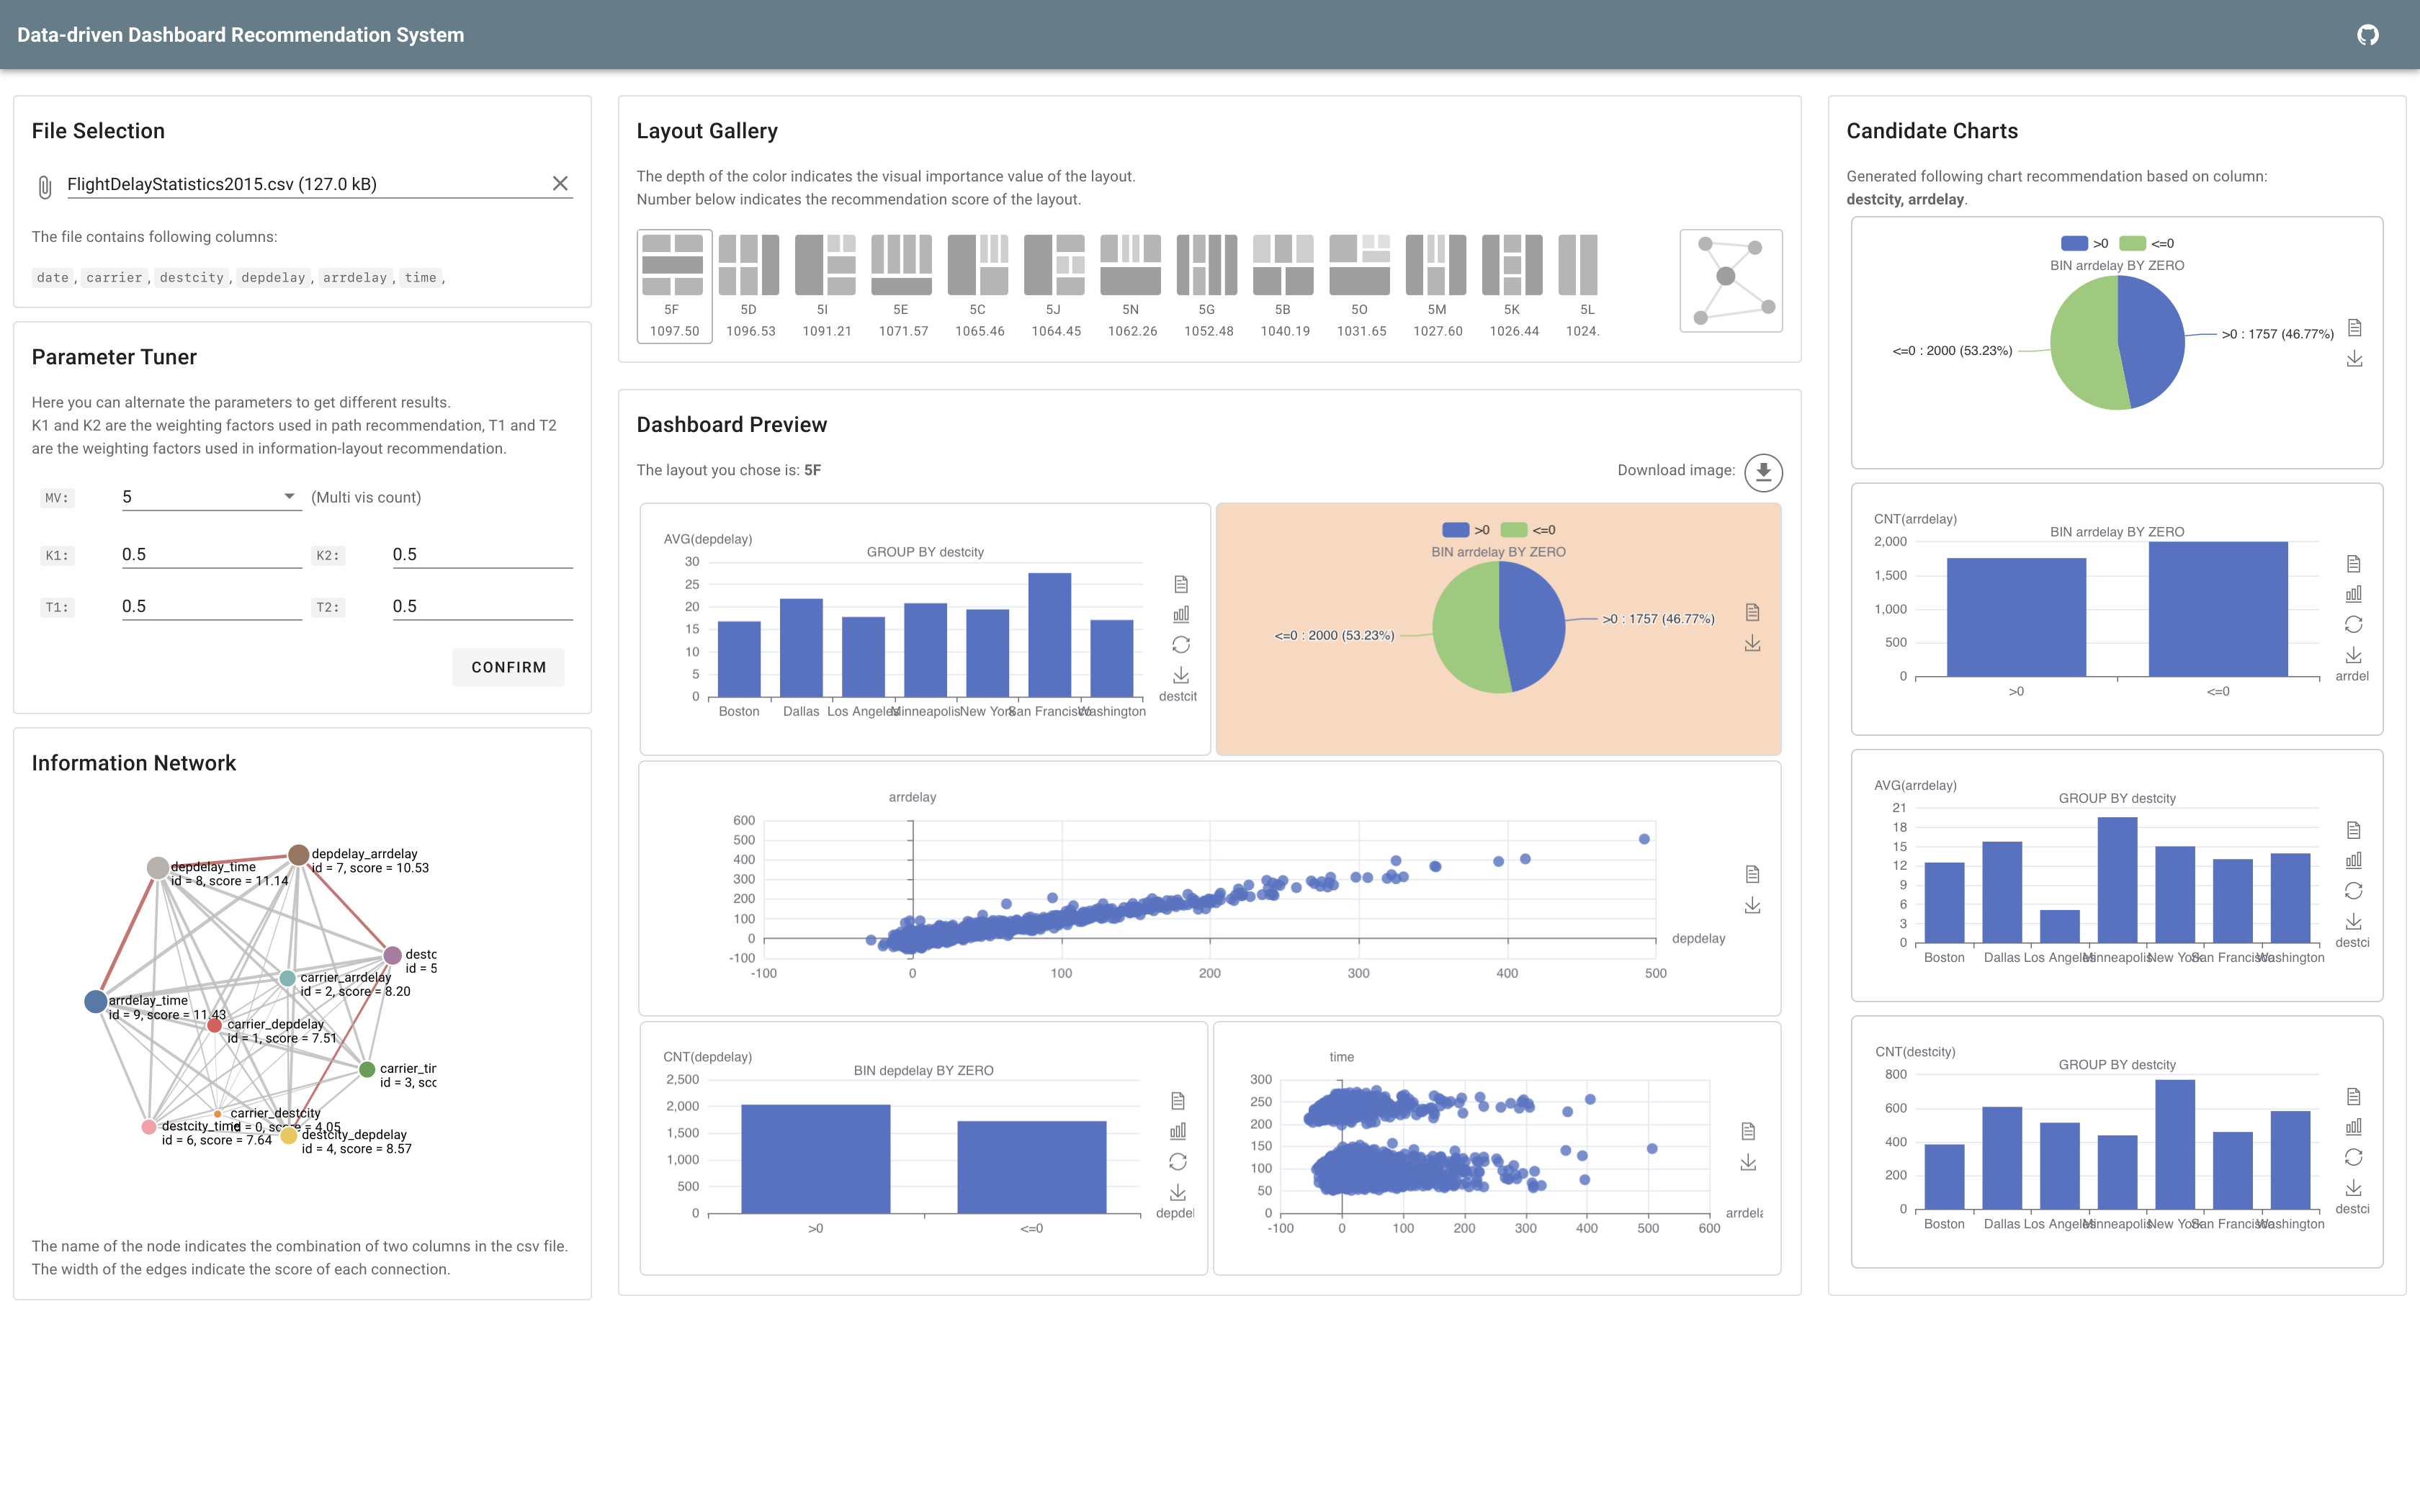 Data-driven Dashboard Recommendation System
File Selection
FlightDelayStatistics2015.csv (127.0 kB)
The file contains following columns:
date, carrier, destcity, depdelay, arrdelay, time,
Parameter Tuner
Here you can alternate the parameters to get different results.
K1 and K2 are the weighting factors used in path recommendation, T1 and T2
are the weighting factors used in information-layout recommendation.
MV: 5 (Multi vis count)
K1: 0.5 K2: 0.5
T1: 0.5 T2: 0.5
CONFIRM
Information Network
depdelay_time
id = 8, score = 11.14
depdelay_arrdelay
id = 7, score = 10.53
destc
id = 5
carrier_arrdelay
id = 2, score = 8.20
arrdelay_time
id = 9, score = 11.43
carrier_depdelay
id = 1, score = 7.51
carrier_tir
id = 3, scc
carrier_destcity
id = 0, score = 4.05
destcity_time
id = 6, score = 7.64
destcity_depdelay
id = 4, score = 8.57
The name of the node indicates the combination of two columns in the csv file.
The width of the edges indicate the score of each connection.
Layout Gallery
The depth of the color indicates the visual importance value of the layout.
Number below indicates the recommendation score of the layout.
5F 5D 5I 5E 5C 5J 5N 5G 5B 5O 5M 5K 5L
1097.50 1096.53 1091.21 1071.57 1065.46 1064.45 1062.26 1052.48 1040.19 1031.65 1027.60 1026.44 1024.
Dashboard Preview
The layout you chose is: 5F
Download image:
AVG(depdelay)
GROUP BY destcity
30
25
20
15
10
5
0
destcit
Boston Dallas Los Angeles Minneapolis New York San Francisco Washington
>0 <=0
BIN arrdelay BY ZERO
>0 : 1757 (46.77%)
<=0 : 2000 (53.23%)
arrdelay
600
500
400
300
200
100
0
-100
depdelay
-100 0 100 200 300 400 500
CNT(depdelay)
BIN depdelay BY ZERO
2,500
2,000
1,500
1,000
500
0
depdel
>0 <=0
time
300
250
200
150
100
50
0
arrdela
-100 0 100 200 300 400 500 600
Candidate Charts
Generated following chart recommendation based on column:
destcity, arrdelay.
>0 <=0
BIN arrdelay BY ZERO
>0 : 1757 (46.77%)
<=0 : 2000 (53.23%)
CNT(arrdelay)
BIN arrdelay BY ZERO
2,000
1,500
1,000
500
0
arrdel
>0 <=0
AVG(arrdelay)
GROUP BY destcity
21
18
15
12
9
6
3
0
destci
Boston Dallas Los Angeles Minneapolis New York San Francisco Washington
CNT(destcity)
GROUP BY destcity
800
600
400
200
0
destci
Boston Dallas Los Angeles Minneapolis New York San Francisco Washington